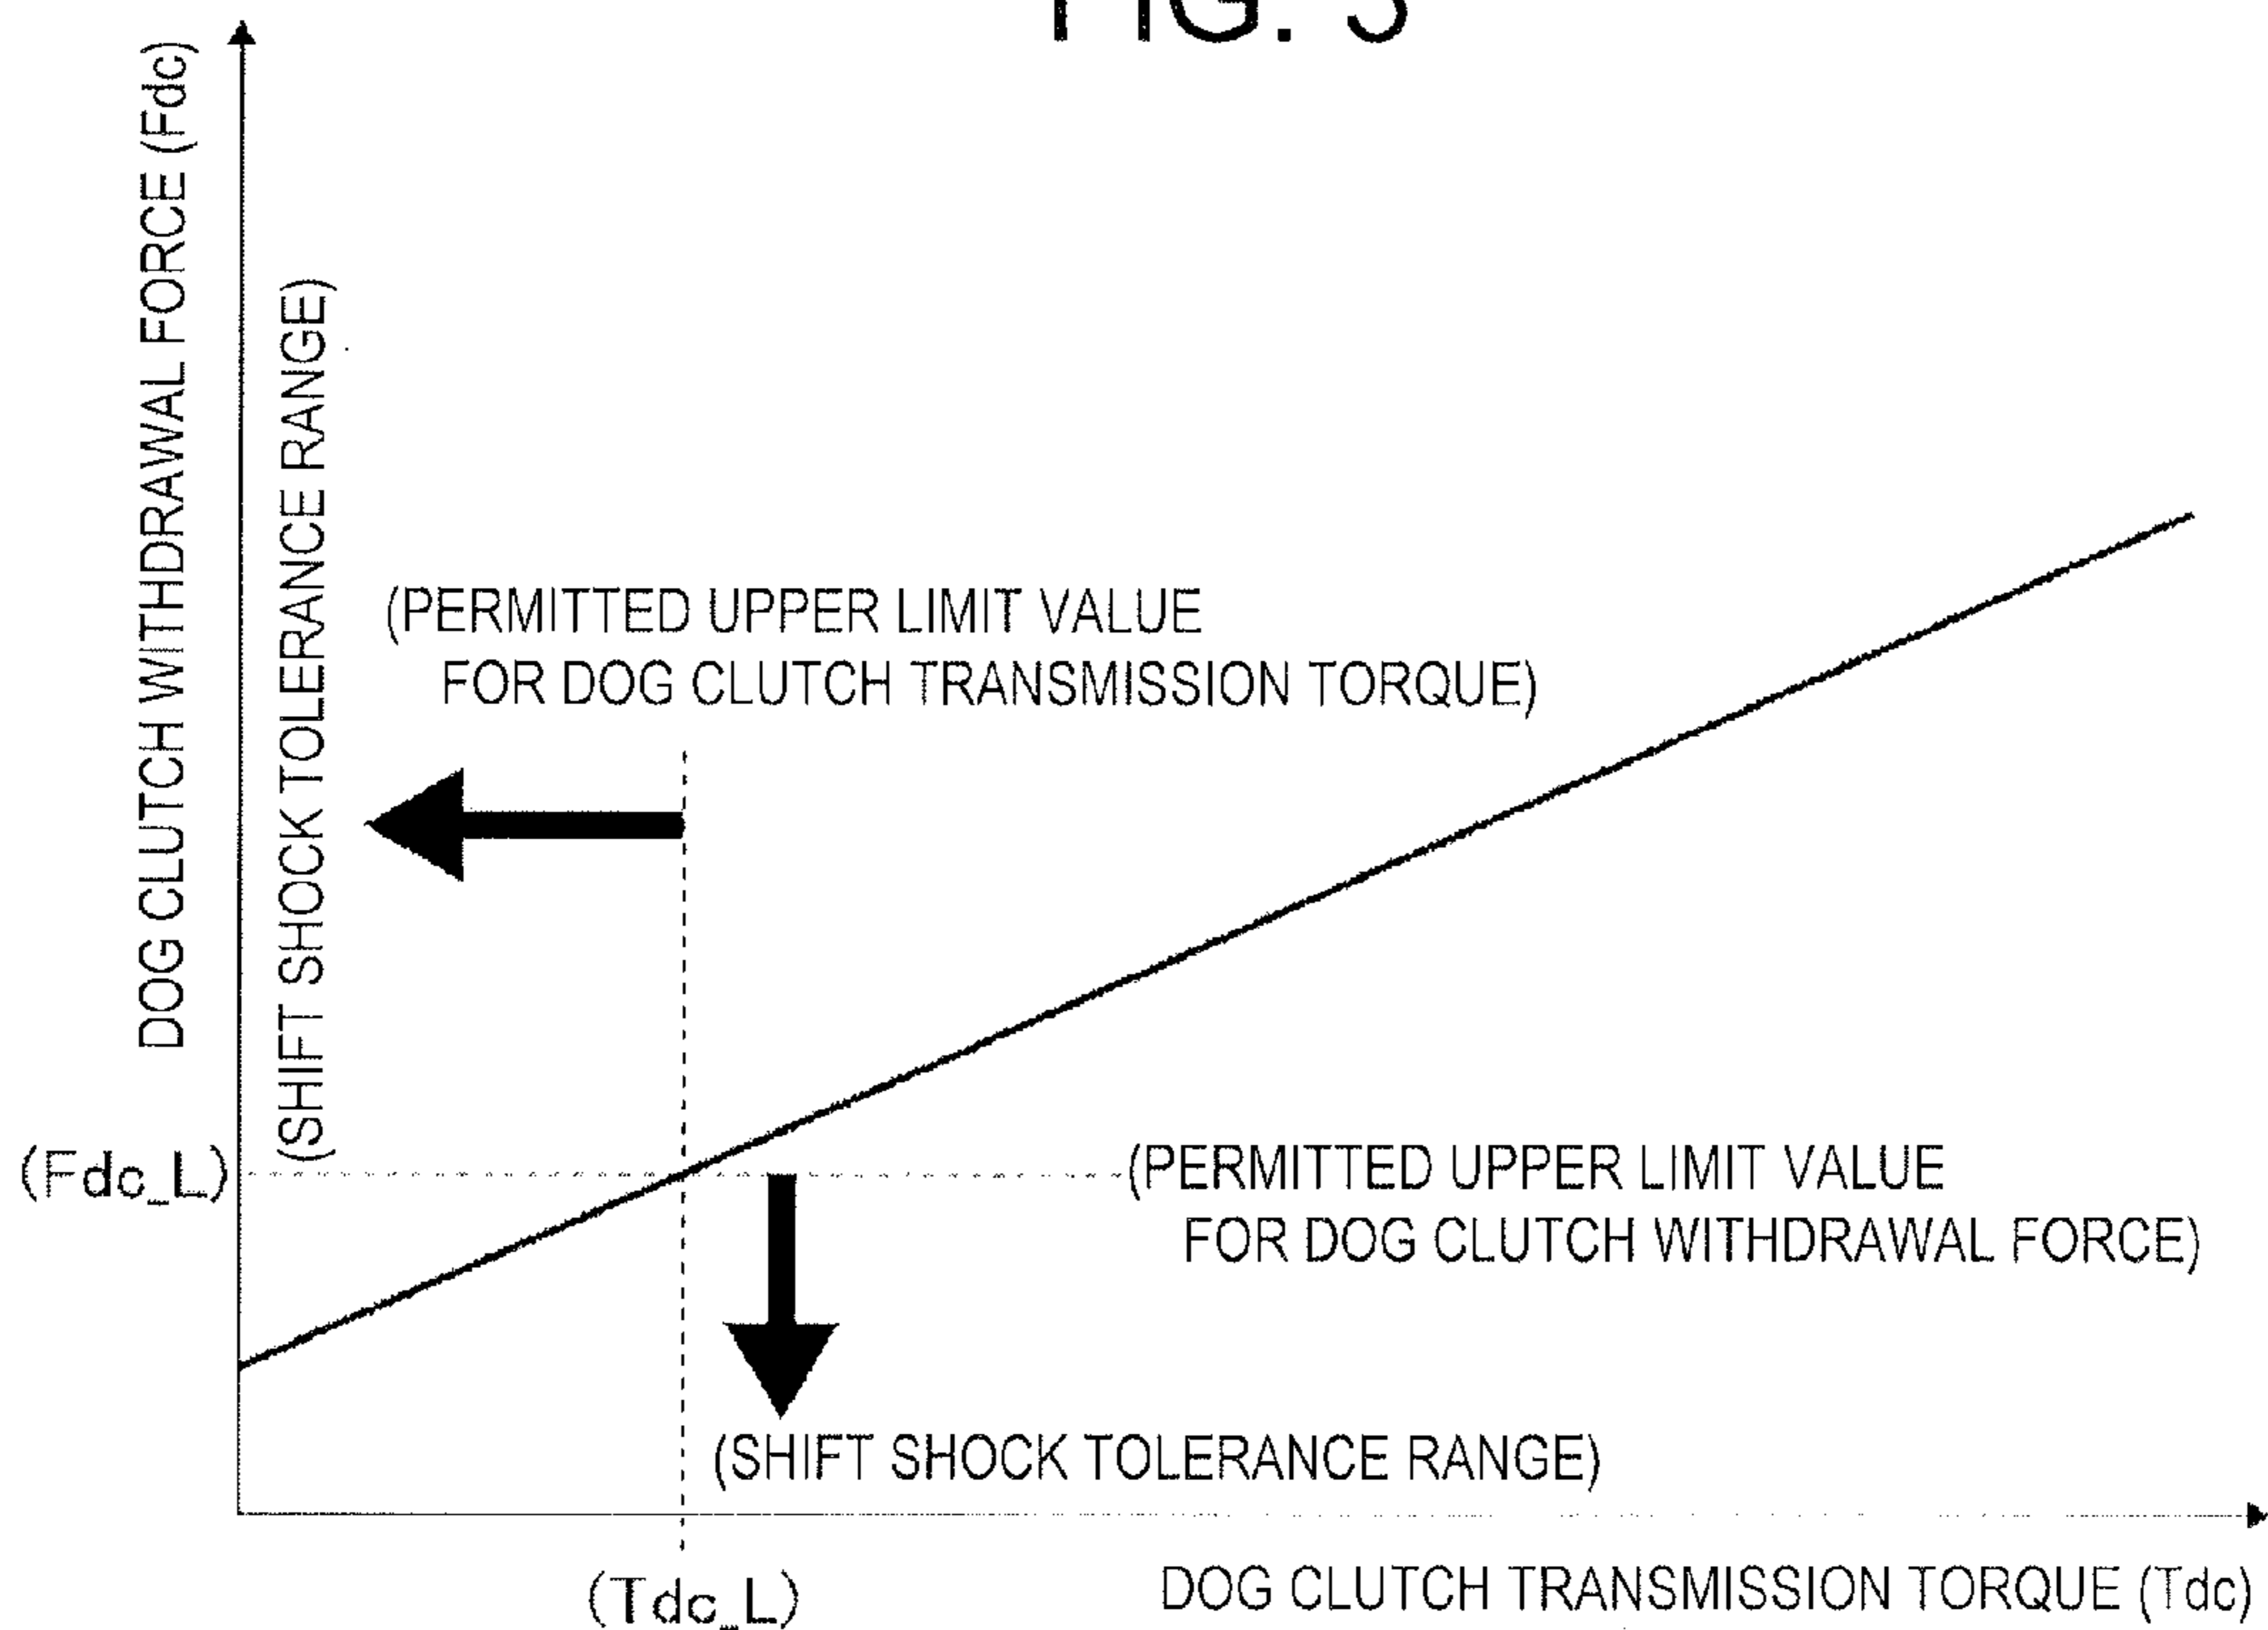 FIG.
DOG CLUTCH WITHDRAWAL FORCE (Fdc)
(SHIFT SHOCK TOLERANCE RANGE)
(PERMITTED UPPER LIMIT VALUE
FOR DOG CLUTCH TRANSMISSION TORQUE)
(Fdc_L)
(PERMITTED UPPER LIMIT VALUE
FOR DOG CLUTCH WITHDRAWAL FORCE)
(SHIFT SHOCK TOLERANCE RANGE)
(Tdc_L)
DOG CLUTCH TRANSMISSION TORQUE (Tdc)